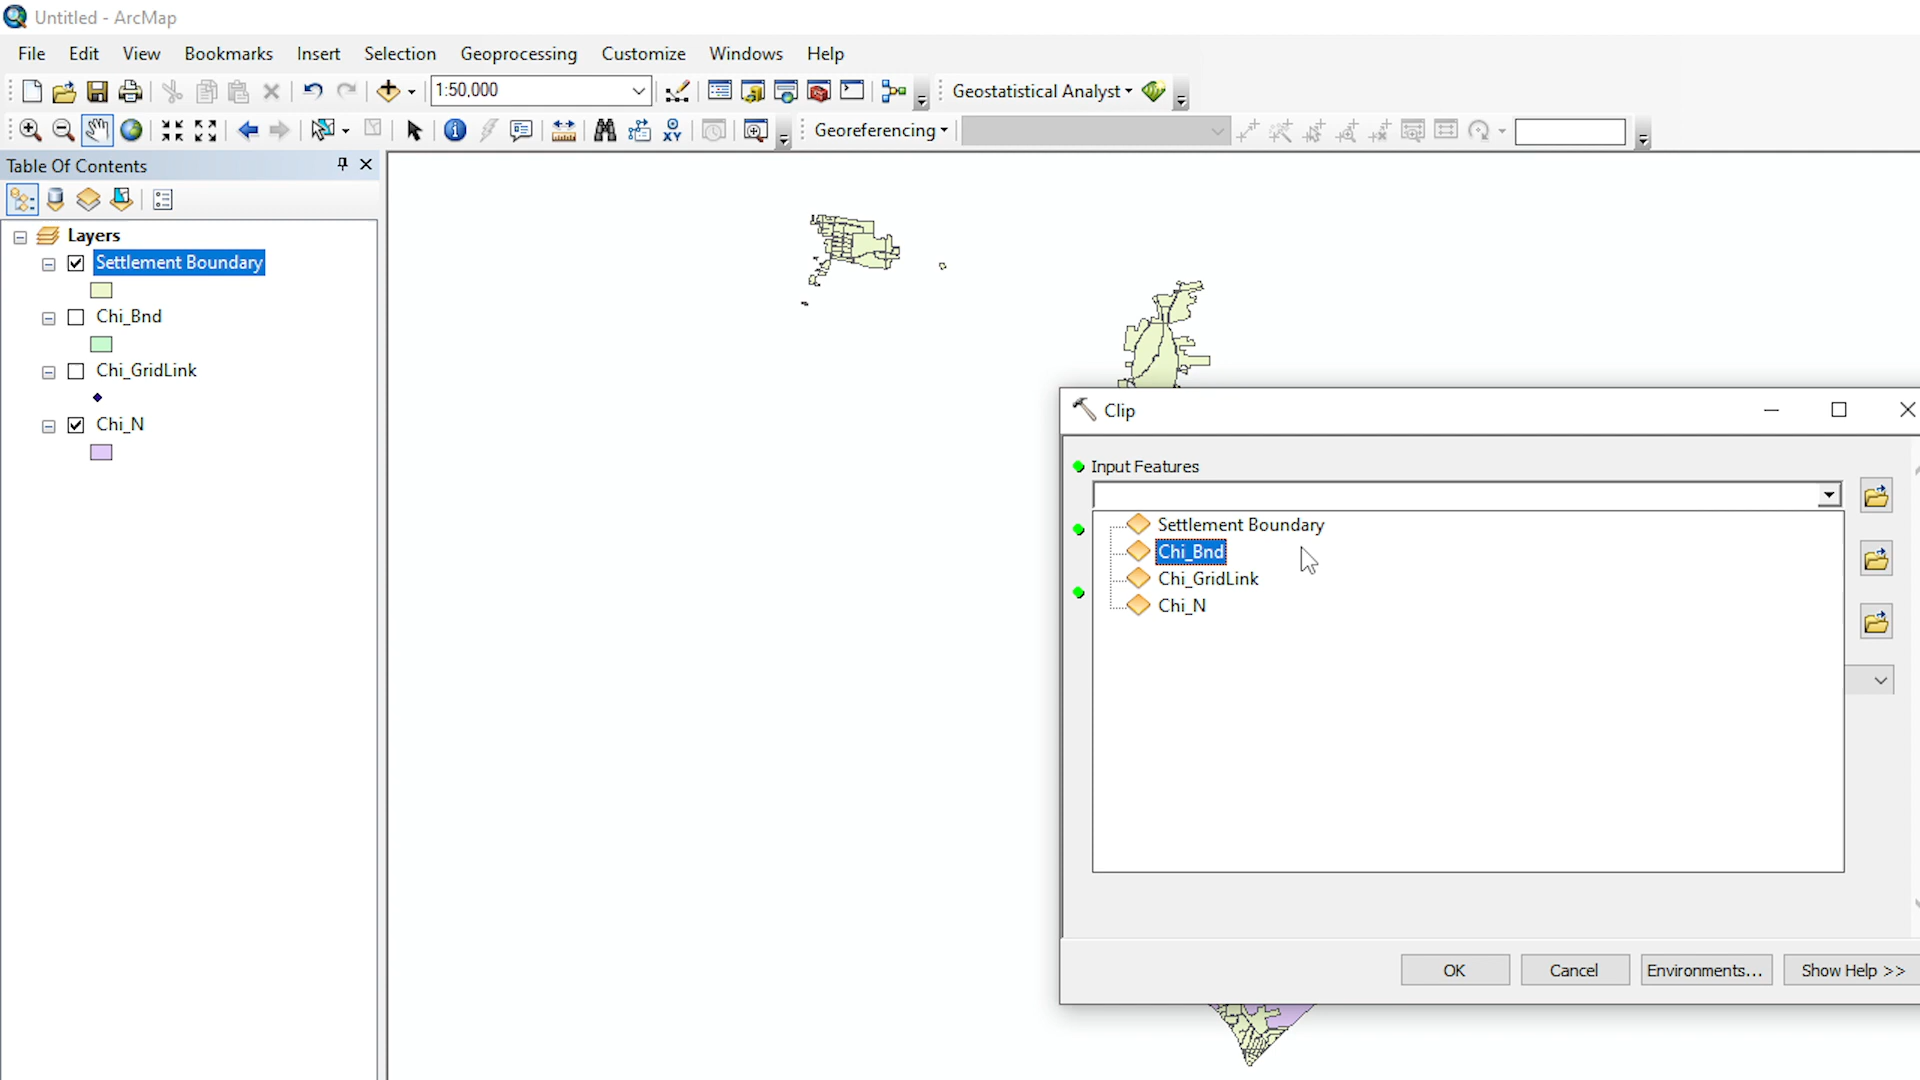 Untitled - ArcMap
File Edit View Bookmarks Insert Selection Geoprocessing Customize Windows Help
1:50,000 Geostatistical Analyst
Georeferencing
Table Of Contents
Layers
Settlement Boundary
Chi_Bnd
Chi_GridLink
Chi_N
Clip
Input Features
Settlement Boundary
Chi_Bnd
Chi_GridLink
Chi_N
OK Cancel Environments... Show Help >>